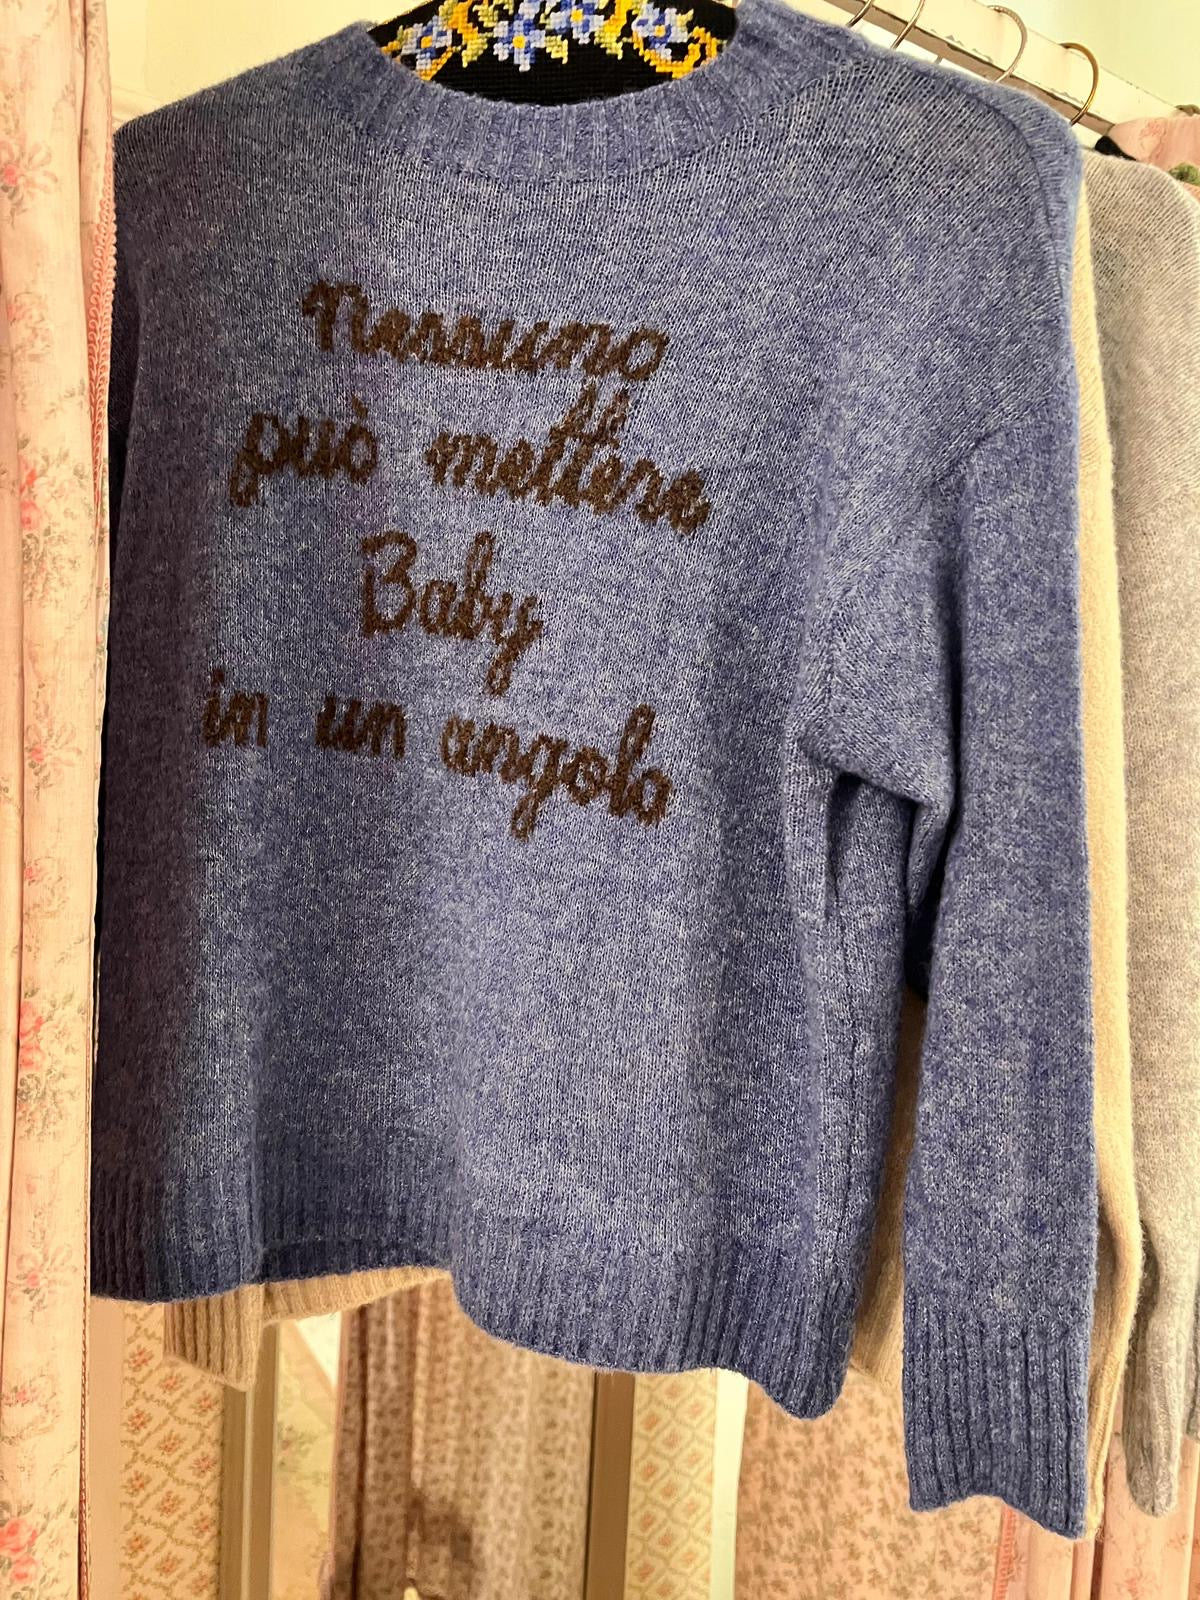 nessuno
può mettere
Baby
in un angolo